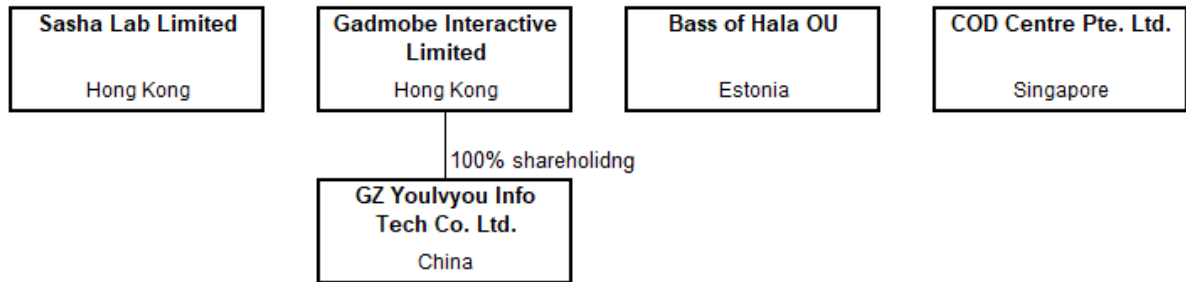 Sasha Lab Limited
Hong Kong
Gadmobe Interactive
Limited
Hong Kong
Bass of Hala OU
Estonia
COD Centre Pte. Ltd.
Singapore
100% shareholidng
GZ Youlvyou Info
Tech Co. Ltd.
China